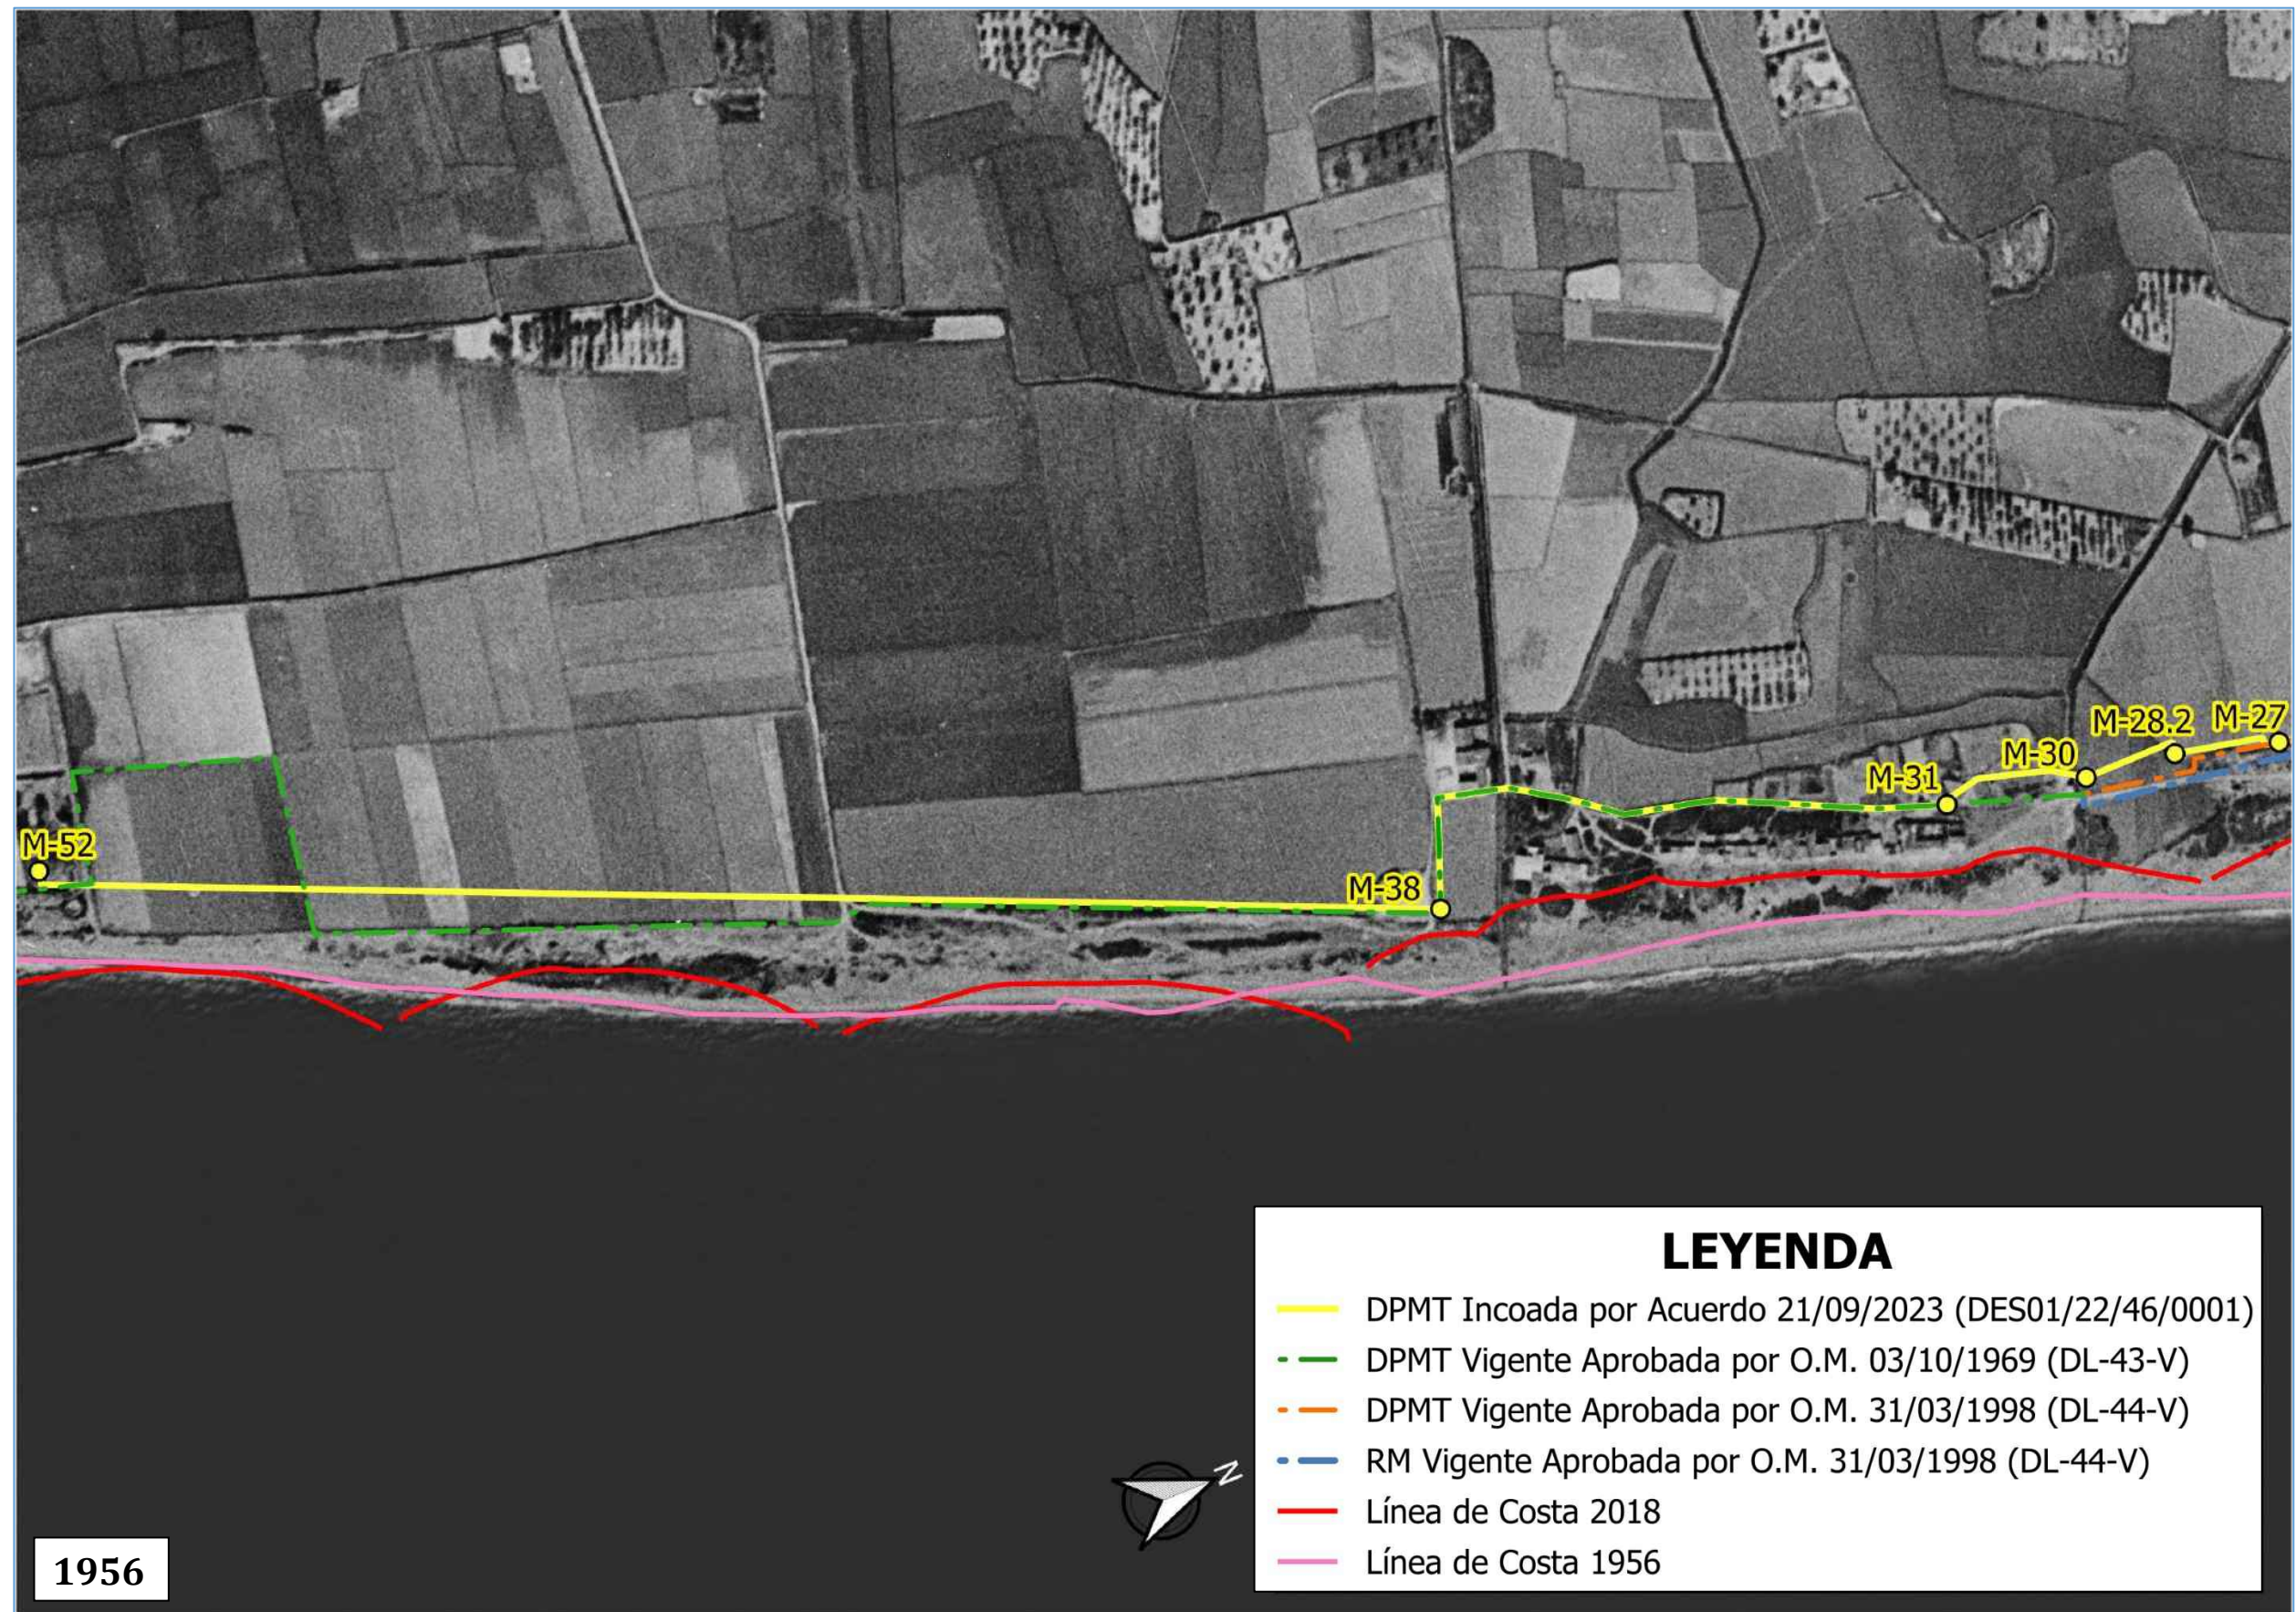 M-28.2 M-27
M-30
M-31
M-52
M-38
LEYENDA
DPMT Incoada por Acuerdo 21/09/2023 (DES01/22/46/0001)
DPMT Vigente Aprobada por O.M. 03/10/1969 (DL-43-V)
DPMT Vigente Aprobada por O.M. 31/03/1998 (DL-44-V)
RM Vigente Aprobada por O.M. 31/03/1998 (DL-44-V)
Línea de Costa 2018
Línea de Costa 1956
N
1956